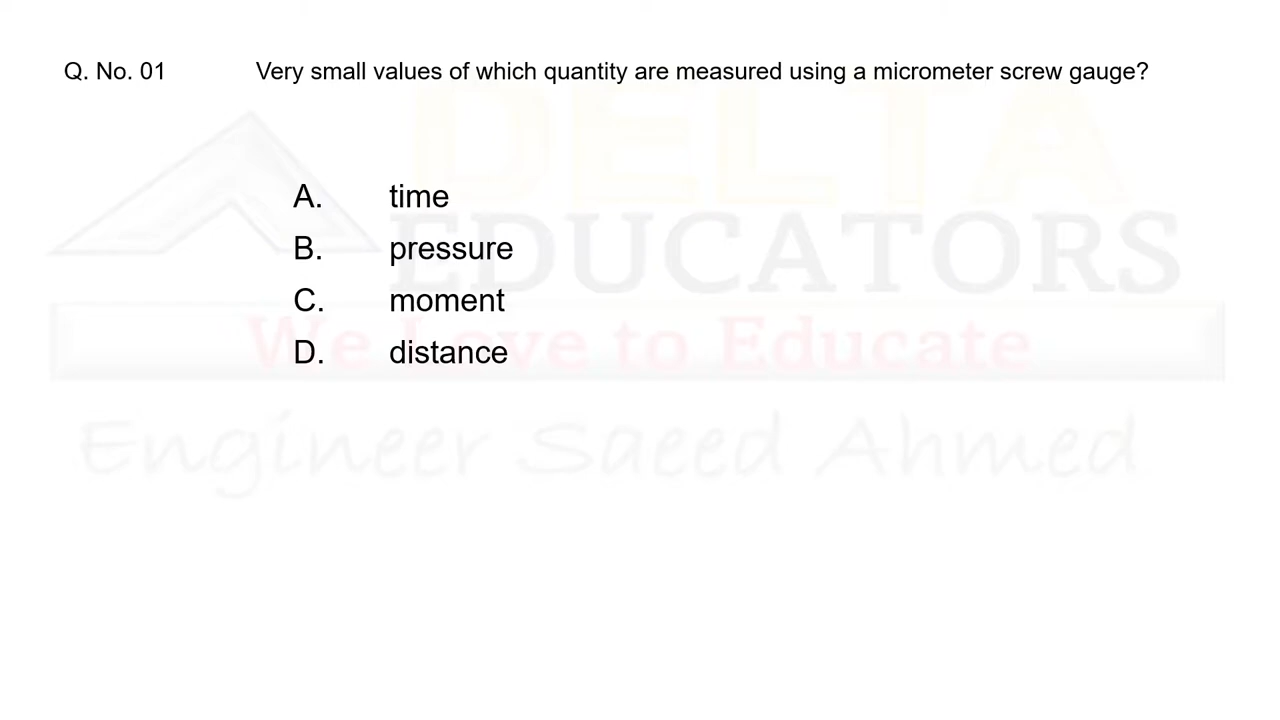 Q. No. 01 Very small values of which quantity are measured using a micrometer screw gauge?
DELTA
A. time
EDUCATORS
B. pressure
C. moment
We Love to Educate
D. distance
Engineer Saeed Ahmed